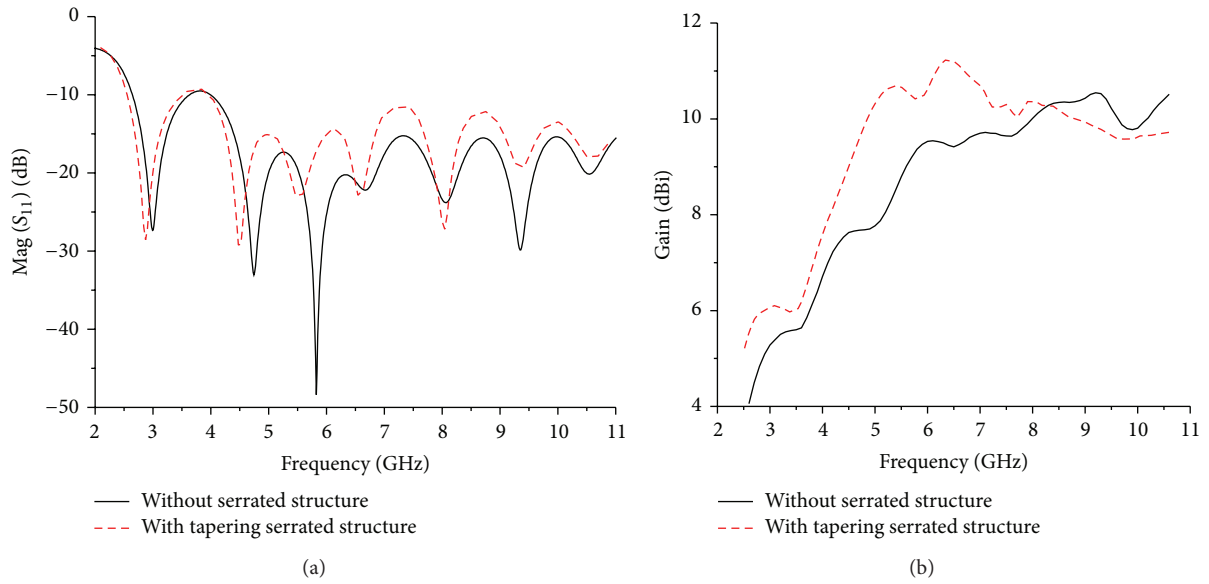 0
−10
−20
−30
−40
−50
Mag (S11) (dB)
2 3 4 5 6 7 8 9 10 11
Frequency (GHz)
Without serrated structure
With tapering serrated structure
(a)
12
10
8
6
4
Gain (dBi)
2 3 4 5 6 7 8 9 10 11
Frequency (GHz)
Without serrated structure
With tapering serrated structure
(b)